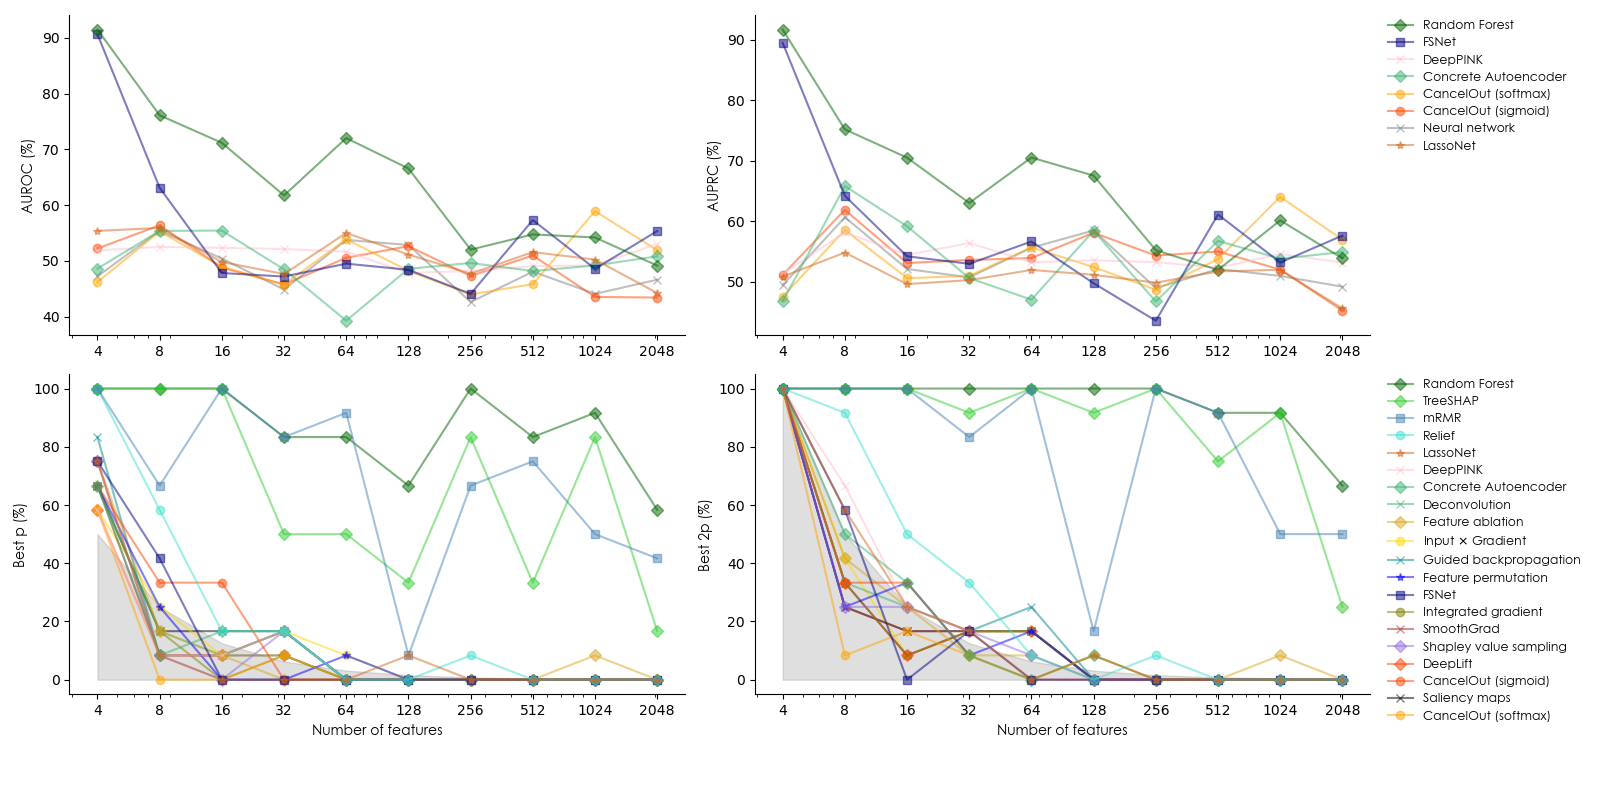 AUROC (%)
90
80
70
60
50
40
4 8 16 32 64 128 256 512 1024 2048
AUPRC (%)
90
80
70
60
50
4 8 16 32 64 128 256 512 1024 2048
Random Forest
FSNet
DeepPINK
Concrete Autoencoder
CancelOut (softmax)
CancelOut (sigmoid)
Neural network
LassoNet
Best p (%)
100
80
60
40
20
0
4 8 16 32 64 128 256 512 1024 2048
Number of features
Best 2p (%)
100
80
60
40
20
0
4 8 16 32 64 128 256 512 1024 2048
Number of features
Random Forest
TreeSHAP
mRMR
Relief
LassoNet
DeepPINK
Concrete Autoencoder
Deconvolution
Feature ablation
Input × Gradient
Guided backpropagation
Feature permutation
FSNet
Integrated gradient
SmoothGrad
Shapley value sampling
DeepLift
CancelOut (sigmoid)
Saliency maps
CancelOut (softmax)